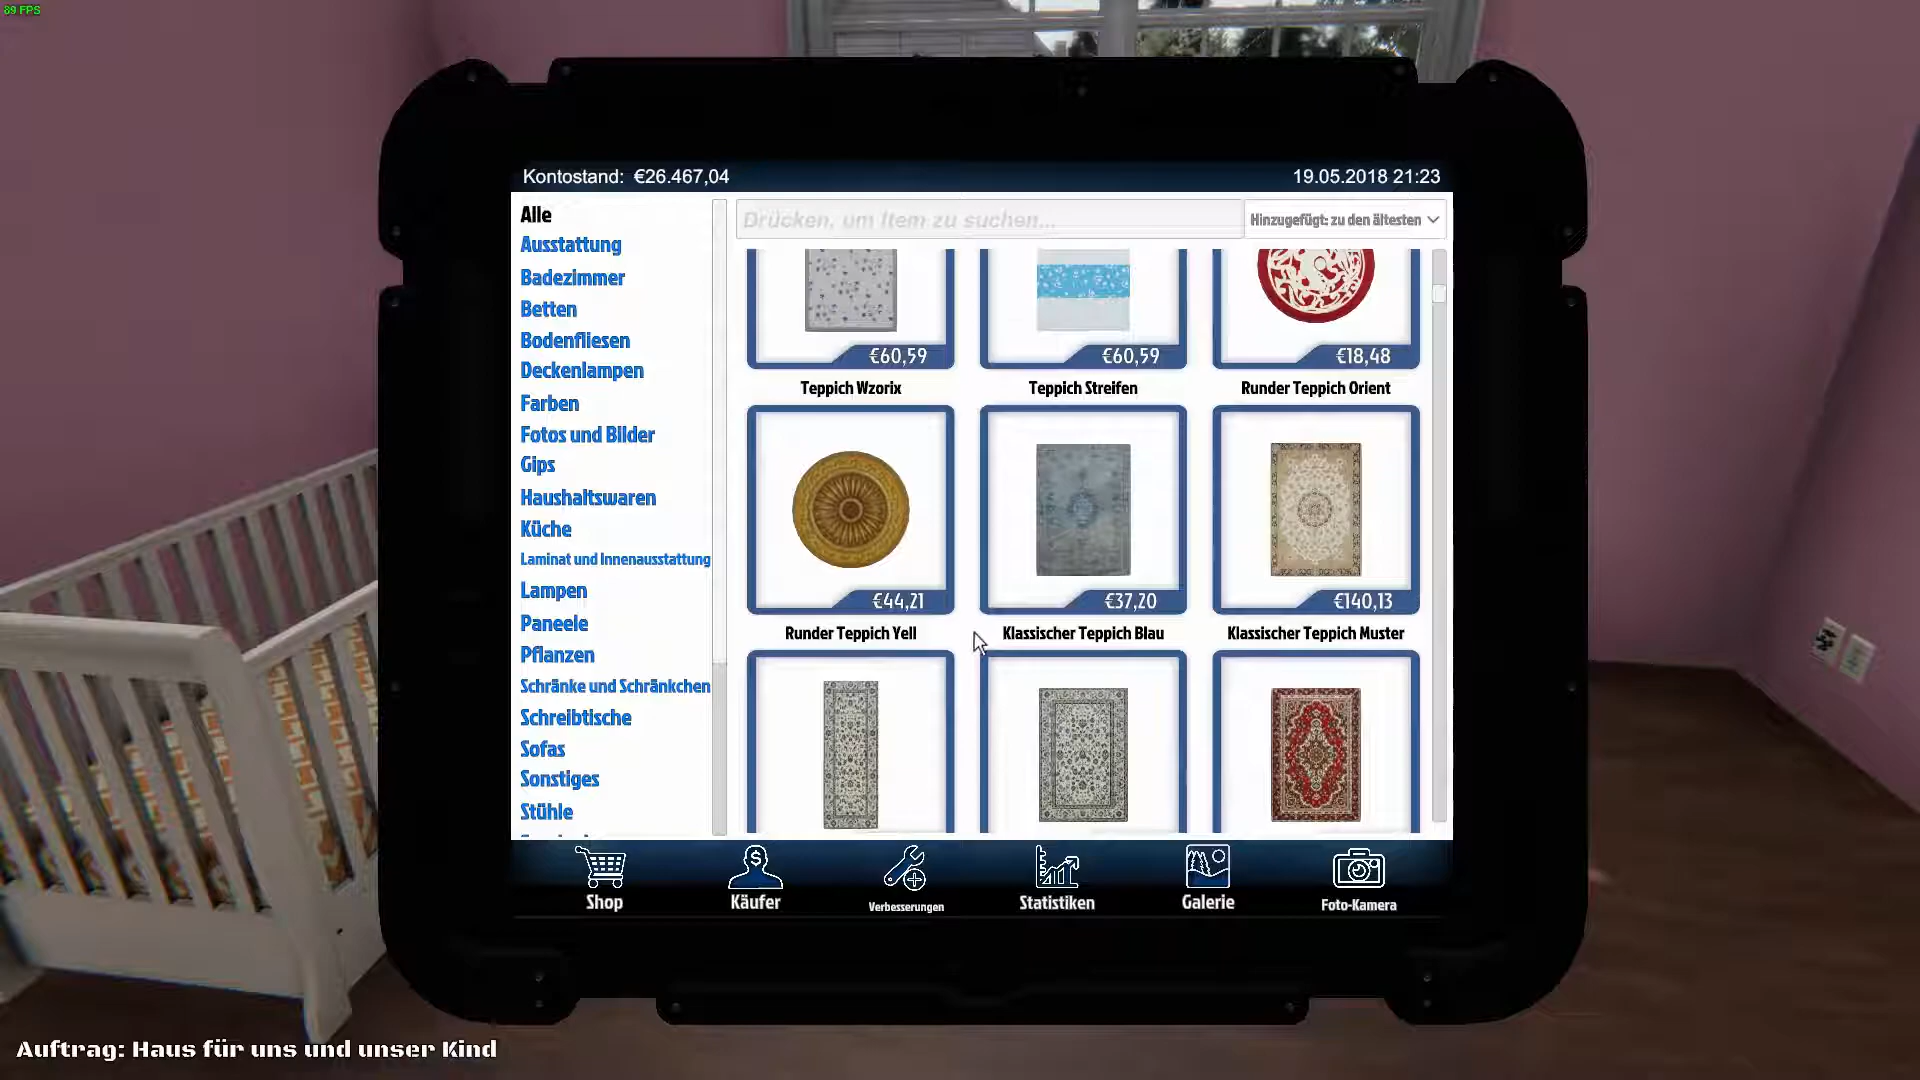 89 FPS
Kontostand: €26.467,04
19.05.2018 21:23
Alle
Ausstattung
Badezimmer
Betten
Bodenfliesen
Deckenlampen
Farben
Fotos und Bilder
Gips
Haushaltswaren
Küche
Laminat und Innenausstattung
Lampen
Paneele
Pflanzen
Schränke und Schränkchen
Schreibtische
Sofas
Sonstiges
Stühle
Drücken, um Item zu suchen...
Hinzugefügt: zu den ältesten
€60,59
€60,59
€18,48
Teppich Wzorix
Teppich Streifen
Runder Teppich Orient
€44,21
€37,20
€140,13
Runder Teppich Yell
Klassischer Teppich Blau
Klassischer Teppich Muster
Shop
Käufer
Verbesserungen
Statistiken
Galerie
Foto-Kamera
Auftrag: Haus für uns und unser Kind